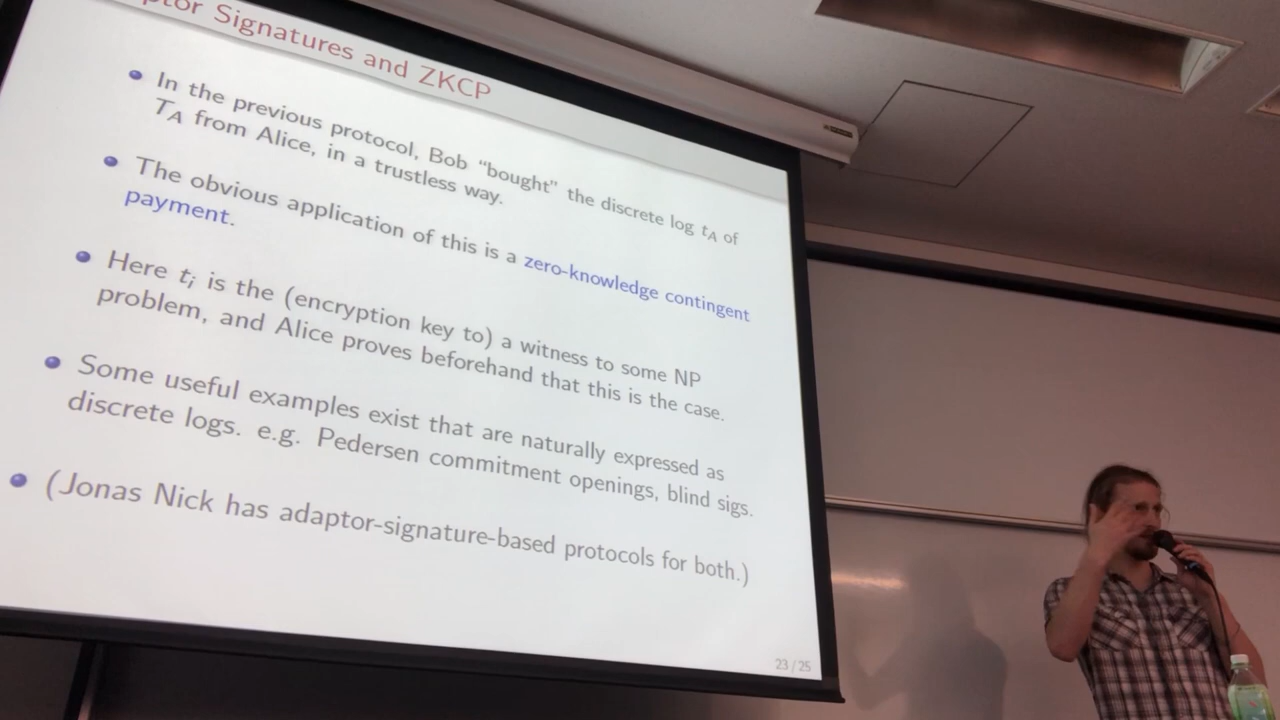 ptor Signatures and ZKCP
In the previous protocol, Bob “bought” the discrete log t_A of
T_A from Alice, in a trustless way.
The obvious application of this is a zero-knowledge contingent
payment.
Here t_i is the (encryption key to) a witness to some NP
problem, and Alice proves beforehand that this is the case.
Some useful examples exist that are naturally expressed as
discrete logs. e.g. Pedersen commitment openings, blind sigs.
(Jonas Nick has adaptor-signature-based protocols for both.)
23 / 25